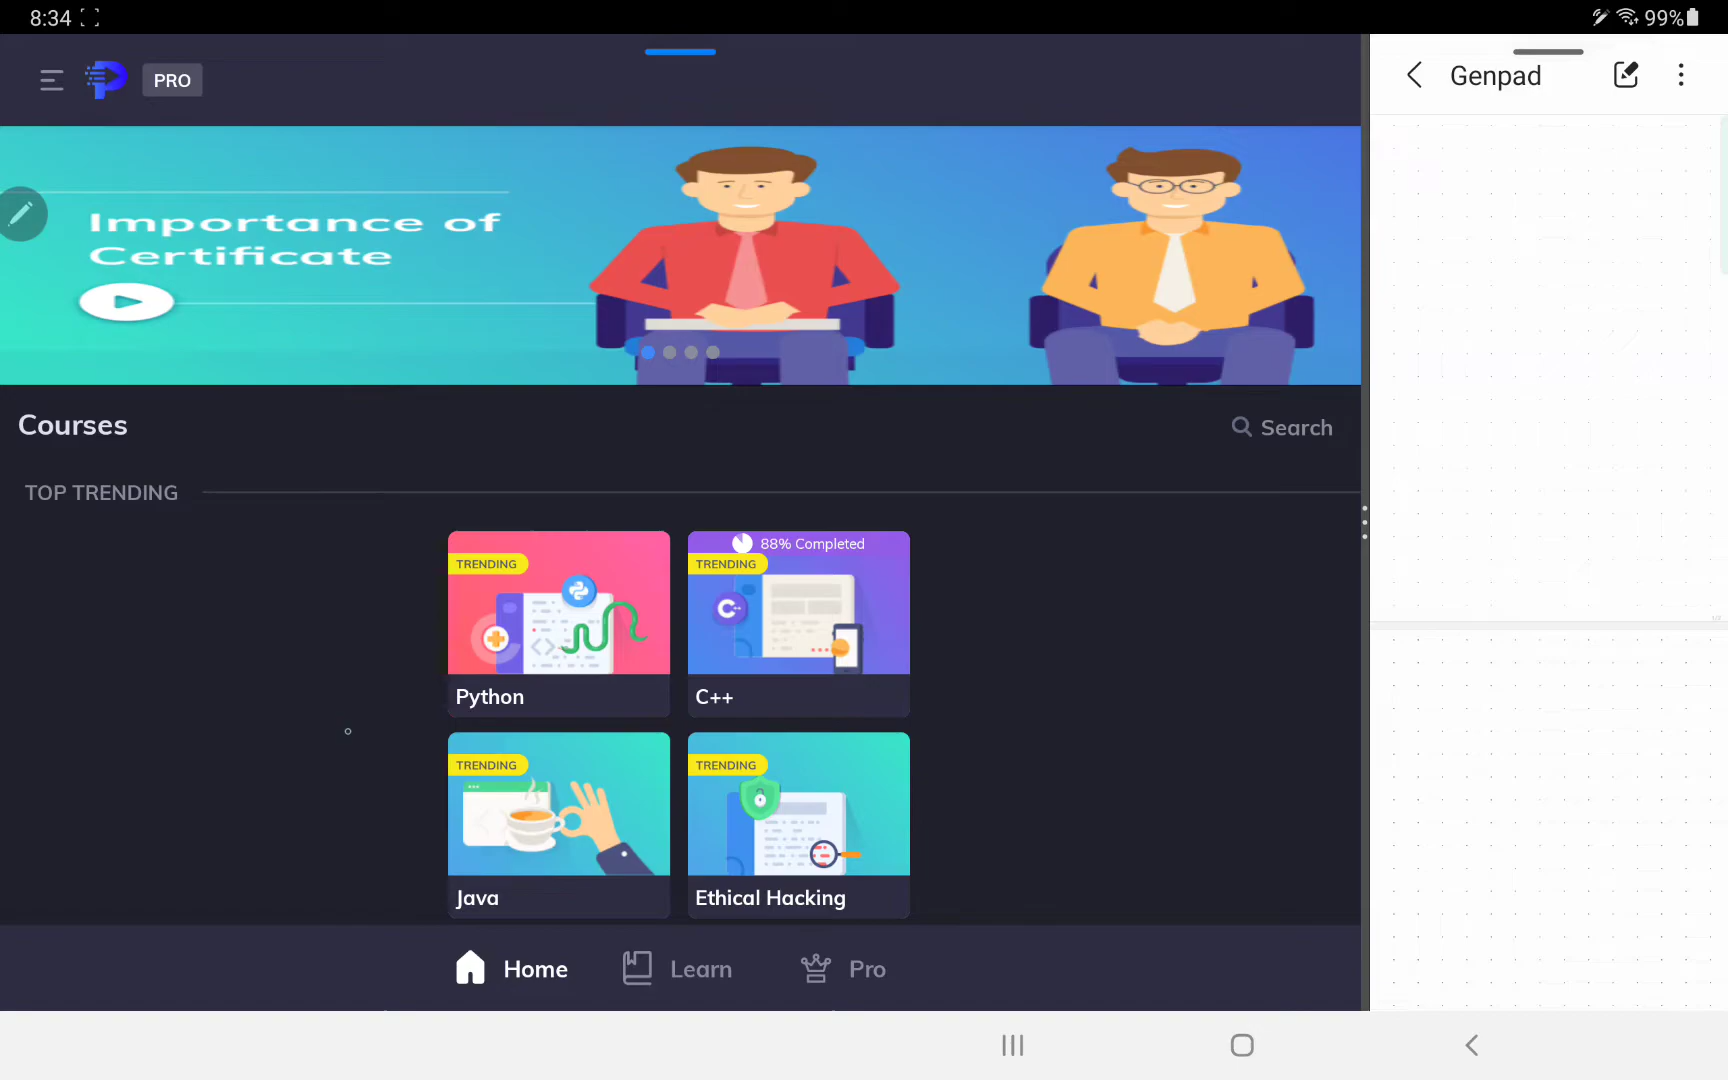 8:34
99%
PRO
Genpad
Importance of
Certificate
Courses
Search
TOP TRENDING
88% Completed
TRENDING
TRENDING
Python
C++
TRENDING
TRENDING
Java
Ethical Hacking
Home
Learn
Pro